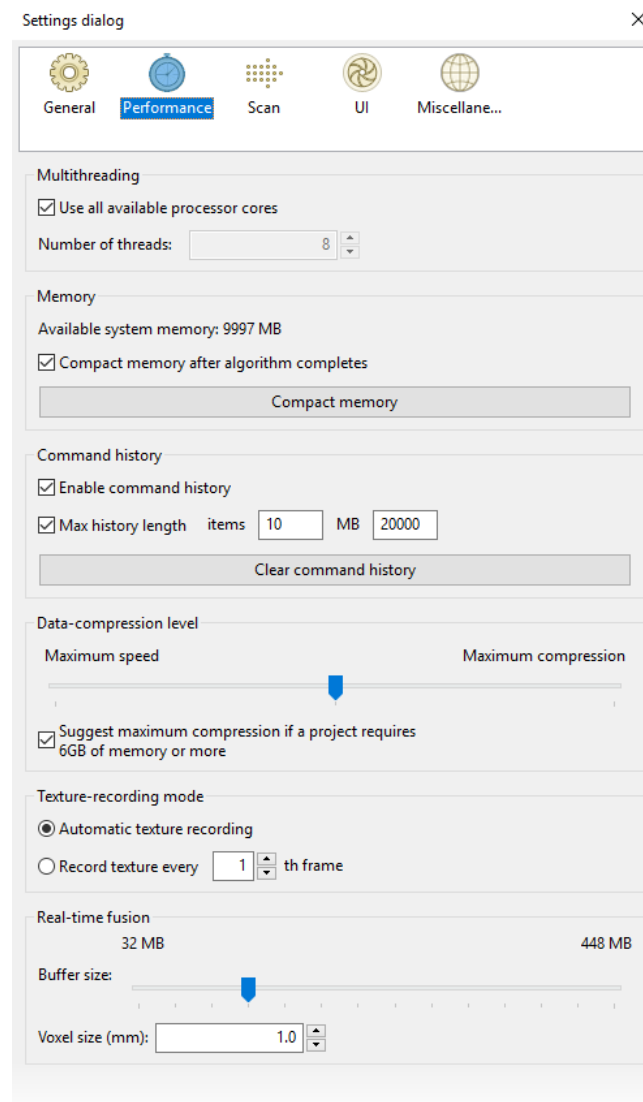 Settings dialog
General Performance Scan UI Miscellane...
Multithreading
Use all available processor cores
Number of threads: 8
Memory
Available system memory: 9997 MB
Compact memory after algorithm completes
Compact memory
Command history
Enable command history
Max history length items 10 MB 20000
Clear command history
Data-compression level
Maximum speed Maximum compression
Suggest maximum compression if a project requires
6GB of memory or more
Texture-recording mode
Automatic texture recording
Record texture every 1 th frame
Real-time fusion
32 MB 448 MB
Buffer size:
Voxel size (mm): 1.0